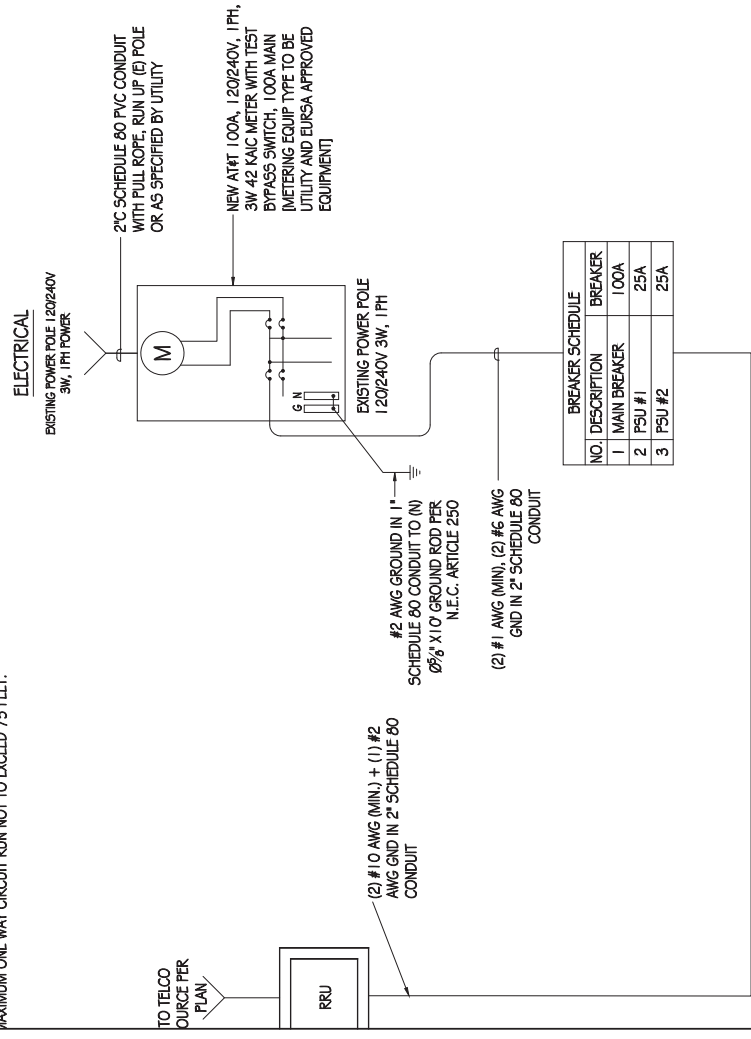 MAXIMUM ONE WAY CIRCUIT RUN NOT TO EXCEED 75 FEET.
ELECTRICAL
EXISTING POWER POLE 120/240V
3W, 1PH POWER
2"C SCHEDULE 80 PVC CONDUIT
WITH PULL ROPE, RUN UP (E) POLE
OR AS SPECIFIED BY UTILITY
NEW AT&T 100A, 120/240V, 1PH,
3W 42 KAIC METER WITH TEST
BYPASS SWITCH, 100A MAIN
[METERING EQUIP TYPE TO BE
UTILITY AND EURSA APPROVED
EQUIPMENT]
M
G N
EXISTING POWER POLE
120/240V 3W, 1PH
#2 AWG GROUND IN 1"
SCHEDULE 80 CONDUIT TO (N)
Ø5/8" X10' GROUND ROD PER
N.E.C. ARTICLE 250
(2) #1 AWG (MIN), (2) #6 AWG
GND IN 2" SCHEDULE 80
CONDUIT
BREAKER SCHEDULE
NO. DESCRIPTION BREAKER
1 MAIN BREAKER 100A
2 PSU #1 25A
3 PSU #2 25A
TO TELCO
OURCE PER
PLAN
RRU
(2) #10 AWG (MIN.) + (1) #2
AWG GND IN 2" SCHEDULE 80
CONDUIT